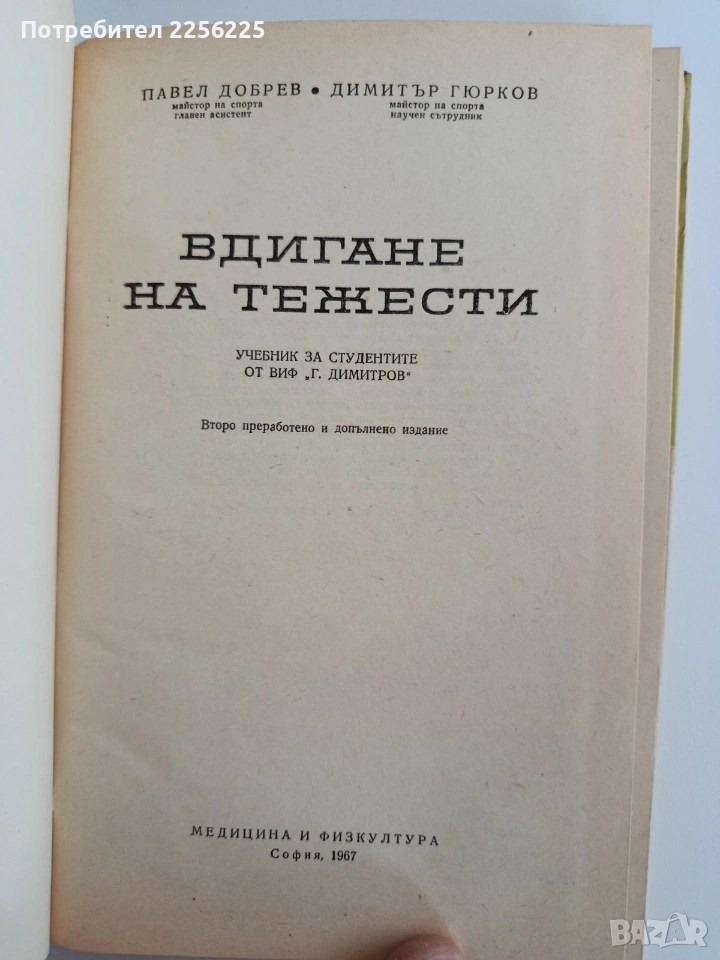 Потребител 2256225
ПАВЕЛ ДОБРЕВ • ДИМИТЪР ГЮРКОВ
майстор на спорта майстор на спорта
главен асистент научен сътрудник
ВДИГАНЕ
НА ТЕЖЕСТИ
УЧЕБНИК ЗА СТУДЕНТИТЕ
ОТ ВИФ „Г. ДИМИТРОВ“
Второ преработено и допълнено издание
МЕДИЦИНА И ФИЗКУЛТУРА
София, 1967
BAZAR